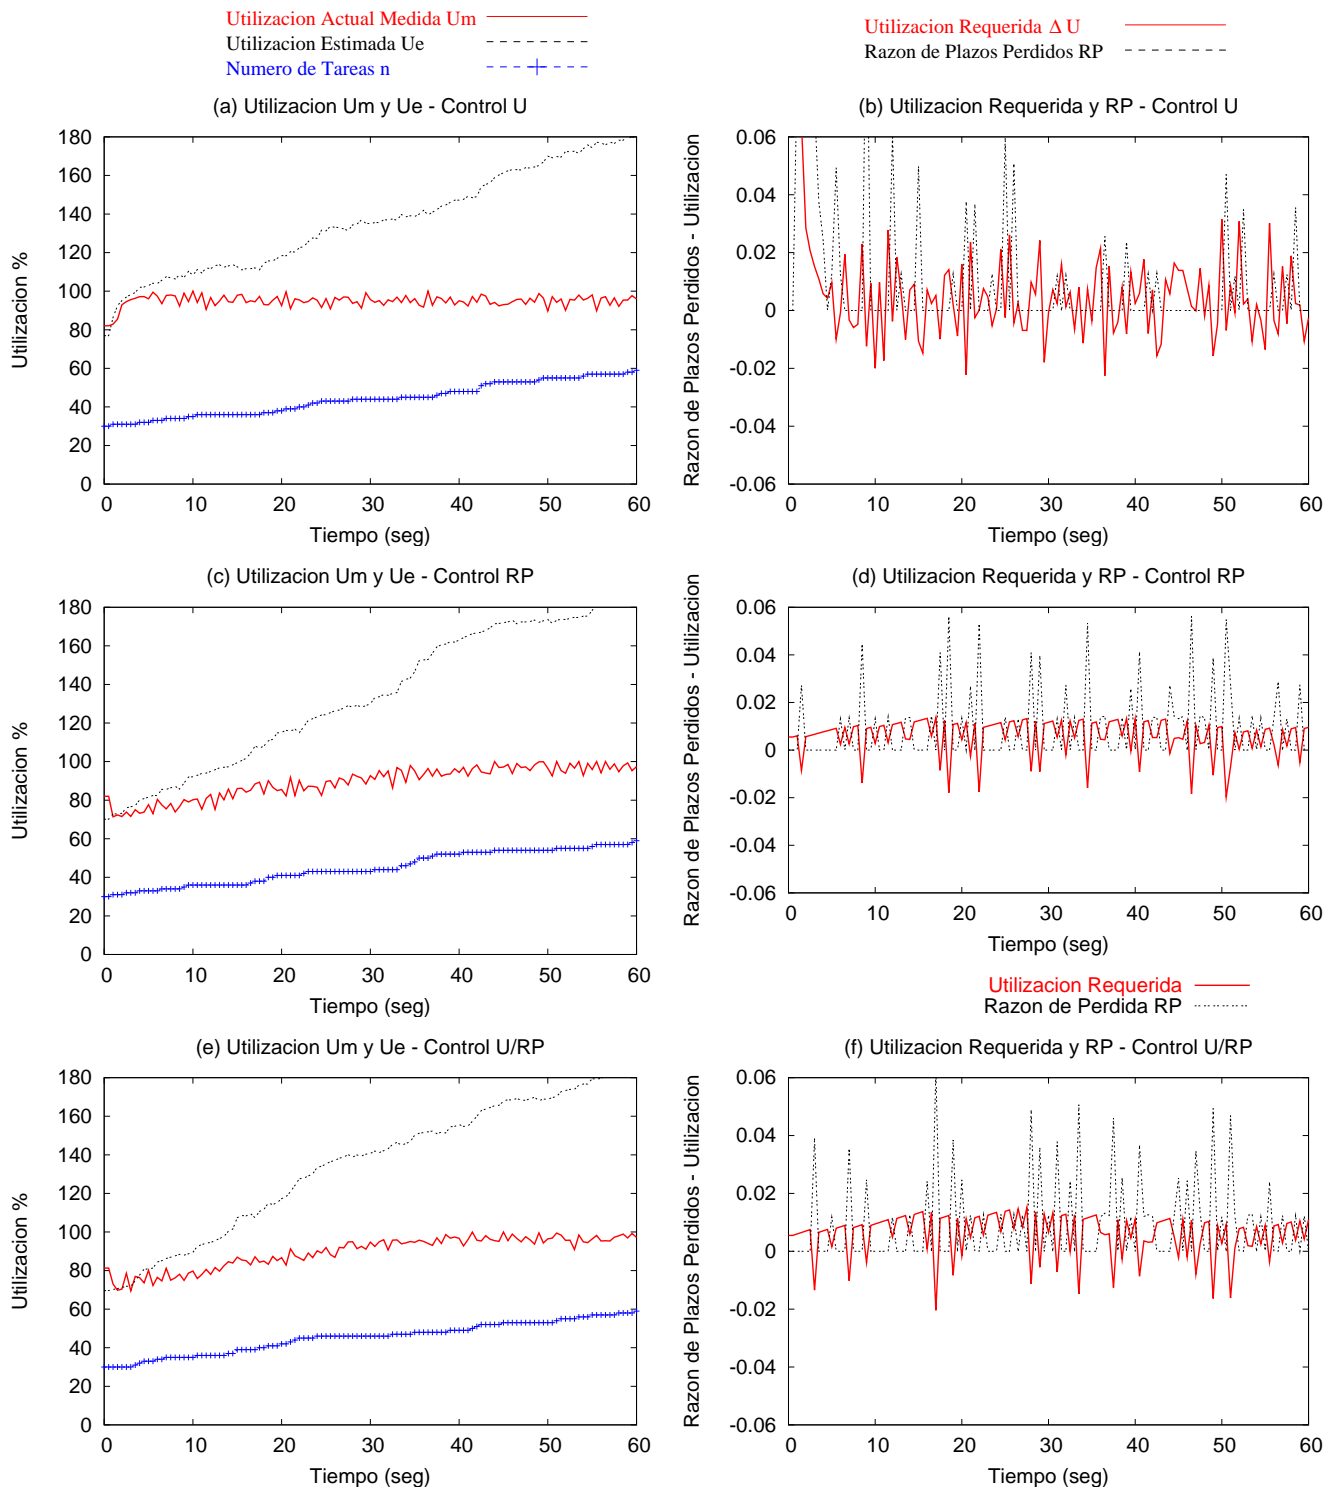 Utilizacion Actual Medida Um
Utilizacion Estimada Ue
Numero de Tareas n
Utilizacion Requerida Δ U
Razon de Plazos Perdidos RP
(a) Utilizacion Um y Ue - Control U
180
160
140
120
100
80
60
40
20
0
Utilizacion %
0 10 20 30 40 50 60
Tiempo (seg)
(b) Utilizacion Requerida y RP - Control U
0.06
0.04
0.02
0
-0.02
-0.04
-0.06
Razon de Plazos Perdidos - Utilizacion
0 10 20 30 40 50 60
Tiempo (seg)
(c) Utilizacion Um y Ue - Control RP
180
160
140
120
100
80
60
40
20
0
Utilizacion %
0 10 20 30 40 50 60
Tiempo (seg)
(d) Utilizacion Requerida y RP - Control RP
0.06
0.04
0.02
0
-0.02
-0.04
-0.06
Razon de Plazos Perdidos - Utilizacion
0 10 20 30 40 50 60
Tiempo (seg)
Utilizacion Requerida
Razon de Perdida RP
(e) Utilizacion Um y Ue - Control U/RP
180
160
140
120
100
80
60
40
20
0
Utilizacion %
0 10 20 30 40 50 60
Tiempo (seg)
(f) Utilizacion Requerida y RP - Control U/RP
0.06
0.04
0.02
0
-0.02
-0.04
-0.06
Razon de Plazos Perdidos - Utilizacion
0 10 20 30 40 50 60
Tiempo (seg)